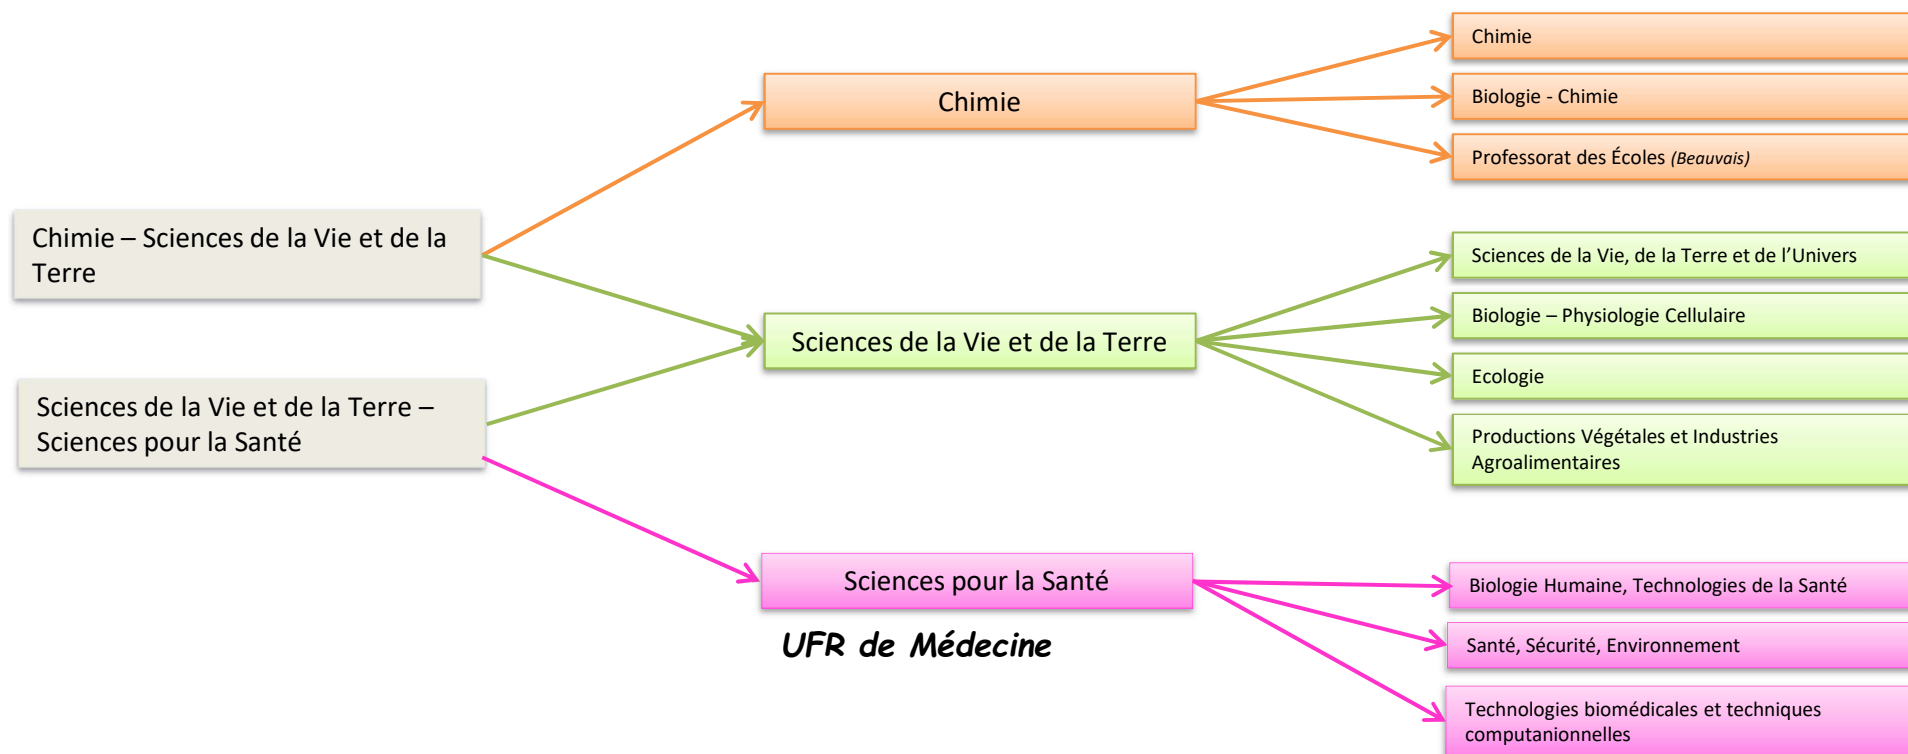 Chimie – Sciences de la Vie et de la
Terre
Sciences de la Vie et de la Terre –
Sciences pour la Santé
Chimie
Sciences de la Vie et de la Terre
Sciences pour la Santé
UFR de Médecine
Chimie
Biologie - Chimie
Professorat des Écoles (Beauvais)
Sciences de la Vie, de la Terre et de l’Univers
Biologie – Physiologie Cellulaire
Ecologie
Productions Végétales et Industries
Agroalimentaires
Biologie Humaine, Technologies de la Santé
Santé, Sécurité, Environnement
Technologies biomédicales et techniques
computanionnelles